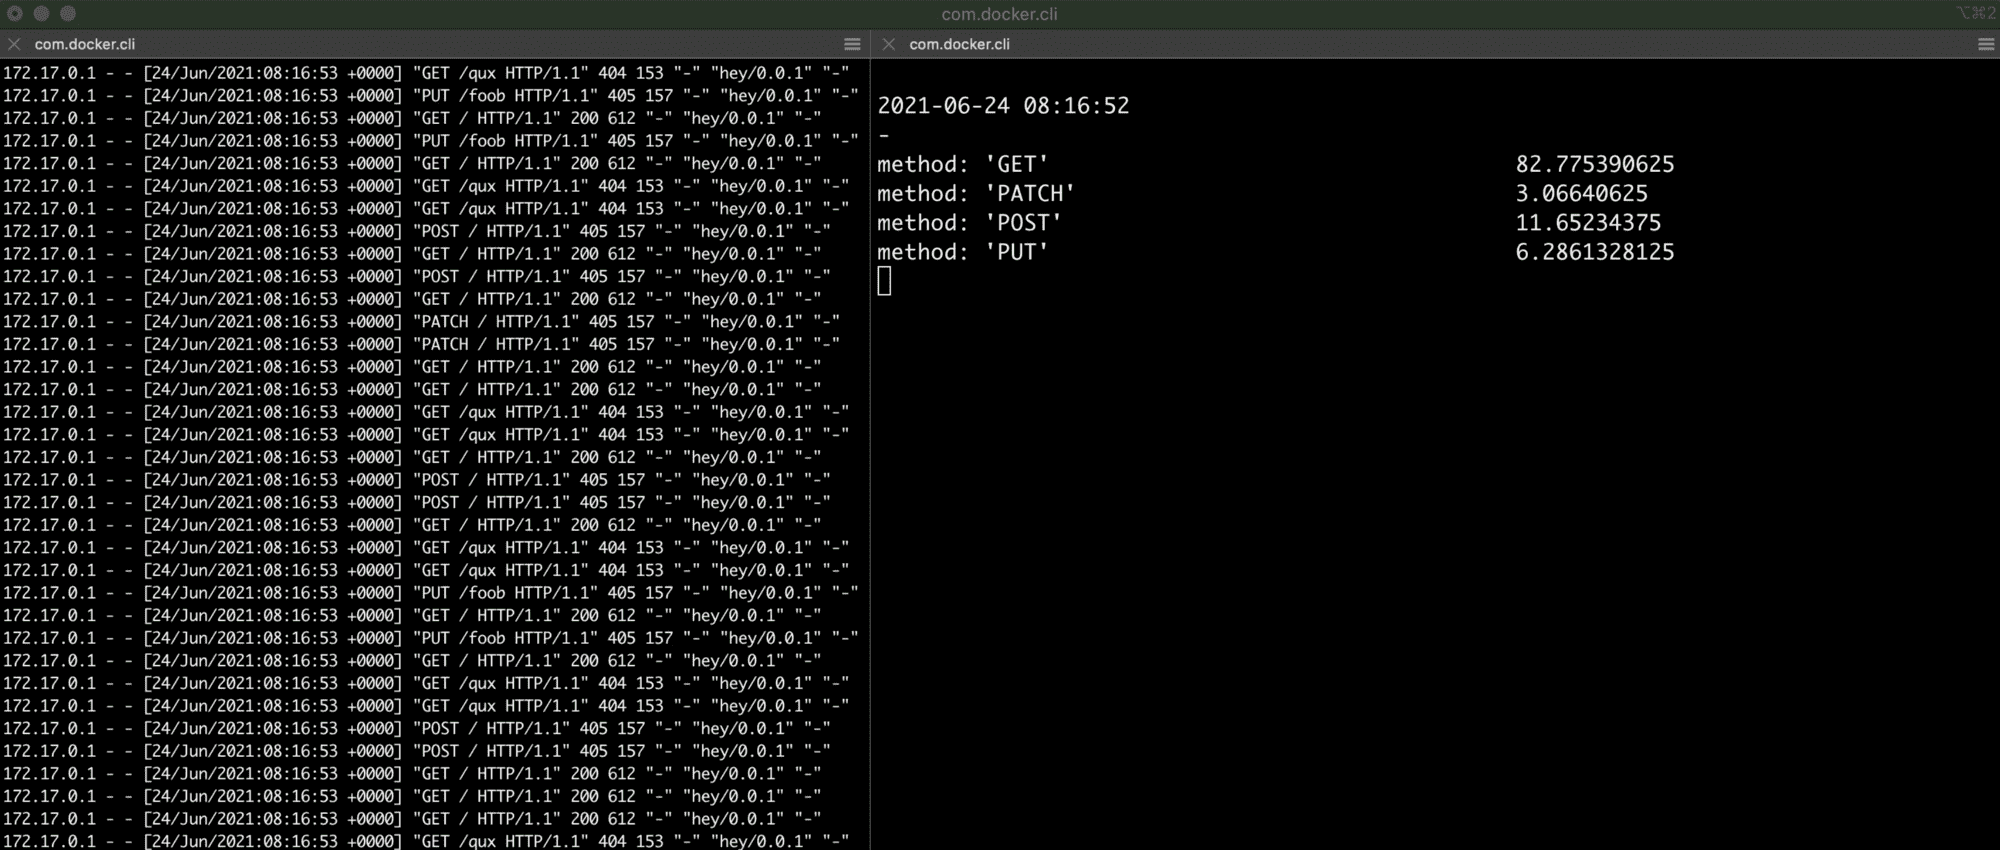 com.docker.cli
⌥⌘2
com.docker.cli
172.17.0.1 - - [24/Jun/2021:08:16:53 +0000] "GET /qux HTTP/1.1" 404 153 "-" "hey/0.0.1" "-"
172.17.0.1 - - [24/Jun/2021:08:16:53 +0000] "PUT /foob HTTP/1.1" 405 157 "-" "hey/0.0.1" "-"
172.17.0.1 - - [24/Jun/2021:08:16:53 +0000] "GET / HTTP/1.1" 200 612 "-" "hey/0.0.1" "-"
172.17.0.1 - - [24/Jun/2021:08:16:53 +0000] "PUT /foob HTTP/1.1" 405 157 "-" "hey/0.0.1" "-"
172.17.0.1 - - [24/Jun/2021:08:16:53 +0000] "GET / HTTP/1.1" 200 612 "-" "hey/0.0.1" "-"
172.17.0.1 - - [24/Jun/2021:08:16:53 +0000] "GET /qux HTTP/1.1" 404 153 "-" "hey/0.0.1" "-"
172.17.0.1 - - [24/Jun/2021:08:16:53 +0000] "GET /qux HTTP/1.1" 404 153 "-" "hey/0.0.1" "-"
172.17.0.1 - - [24/Jun/2021:08:16:53 +0000] "POST / HTTP/1.1" 405 157 "-" "hey/0.0.1" "-"
172.17.0.1 - - [24/Jun/2021:08:16:53 +0000] "GET / HTTP/1.1" 200 612 "-" "hey/0.0.1" "-"
172.17.0.1 - - [24/Jun/2021:08:16:53 +0000] "POST / HTTP/1.1" 405 157 "-" "hey/0.0.1" "-"
172.17.0.1 - - [24/Jun/2021:08:16:53 +0000] "GET / HTTP/1.1" 200 612 "-" "hey/0.0.1" "-"
172.17.0.1 - - [24/Jun/2021:08:16:53 +0000] "PATCH / HTTP/1.1" 405 157 "-" "hey/0.0.1" "-"
172.17.0.1 - - [24/Jun/2021:08:16:53 +0000] "PATCH / HTTP/1.1" 405 157 "-" "hey/0.0.1" "-"
172.17.0.1 - - [24/Jun/2021:08:16:53 +0000] "GET / HTTP/1.1" 200 612 "-" "hey/0.0.1" "-"
172.17.0.1 - - [24/Jun/2021:08:16:53 +0000] "GET / HTTP/1.1" 200 612 "-" "hey/0.0.1" "-"
172.17.0.1 - - [24/Jun/2021:08:16:53 +0000] "GET /qux HTTP/1.1" 404 153 "-" "hey/0.0.1" "-"
172.17.0.1 - - [24/Jun/2021:08:16:53 +0000] "GET /qux HTTP/1.1" 404 153 "-" "hey/0.0.1" "-"
172.17.0.1 - - [24/Jun/2021:08:16:53 +0000] "GET / HTTP/1.1" 200 612 "-" "hey/0.0.1" "-"
172.17.0.1 - - [24/Jun/2021:08:16:53 +0000] "POST / HTTP/1.1" 405 157 "-" "hey/0.0.1" "-"
172.17.0.1 - - [24/Jun/2021:08:16:53 +0000] "POST / HTTP/1.1" 405 157 "-" "hey/0.0.1" "-"
172.17.0.1 - - [24/Jun/2021:08:16:53 +0000] "GET / HTTP/1.1" 200 612 "-" "hey/0.0.1" "-"
172.17.0.1 - - [24/Jun/2021:08:16:53 +0000] "GET /qux HTTP/1.1" 404 153 "-" "hey/0.0.1" "-"
172.17.0.1 - - [24/Jun/2021:08:16:53 +0000] "GET /qux HTTP/1.1" 404 153 "-" "hey/0.0.1" "-"
172.17.0.1 - - [24/Jun/2021:08:16:53 +0000] "PUT /foob HTTP/1.1" 405 157 "-" "hey/0.0.1" "-"
172.17.0.1 - - [24/Jun/2021:08:16:53 +0000] "GET / HTTP/1.1" 200 612 "-" "hey/0.0.1" "-"
172.17.0.1 - - [24/Jun/2021:08:16:53 +0000] "PUT /foob HTTP/1.1" 405 157 "-" "hey/0.0.1" "-"
172.17.0.1 - - [24/Jun/2021:08:16:53 +0000] "GET / HTTP/1.1" 200 612 "-" "hey/0.0.1" "-"
172.17.0.1 - - [24/Jun/2021:08:16:53 +0000] "GET /qux HTTP/1.1" 404 153 "-" "hey/0.0.1" "-"
172.17.0.1 - - [24/Jun/2021:08:16:53 +0000] "GET /qux HTTP/1.1" 404 153 "-" "hey/0.0.1" "-"
172.17.0.1 - - [24/Jun/2021:08:16:53 +0000] "POST / HTTP/1.1" 405 157 "-" "hey/0.0.1" "-"
172.17.0.1 - - [24/Jun/2021:08:16:53 +0000] "POST / HTTP/1.1" 405 157 "-" "hey/0.0.1" "-"
172.17.0.1 - - [24/Jun/2021:08:16:53 +0000] "GET / HTTP/1.1" 200 612 "-" "hey/0.0.1" "-"
172.17.0.1 - - [24/Jun/2021:08:16:53 +0000] "GET / HTTP/1.1" 200 612 "-" "hey/0.0.1" "-"
172.17.0.1 - - [24/Jun/2021:08:16:53 +0000] "GET / HTTP/1.1" 200 612 "-" "hey/0.0.1" "-"
172.17.0.1 - - [24/Jun/2021:08:16:53 +0000] "GET /qux HTTP/1.1" 404 153 "-" "hey/0.0.1" "-"
com.docker.cli
2021-06-24 08:16:52
-
method: 'GET' 82.775390625
method: 'PATCH' 3.06640625
method: 'POST' 11.65234375
method: 'PUT' 6.2861328125